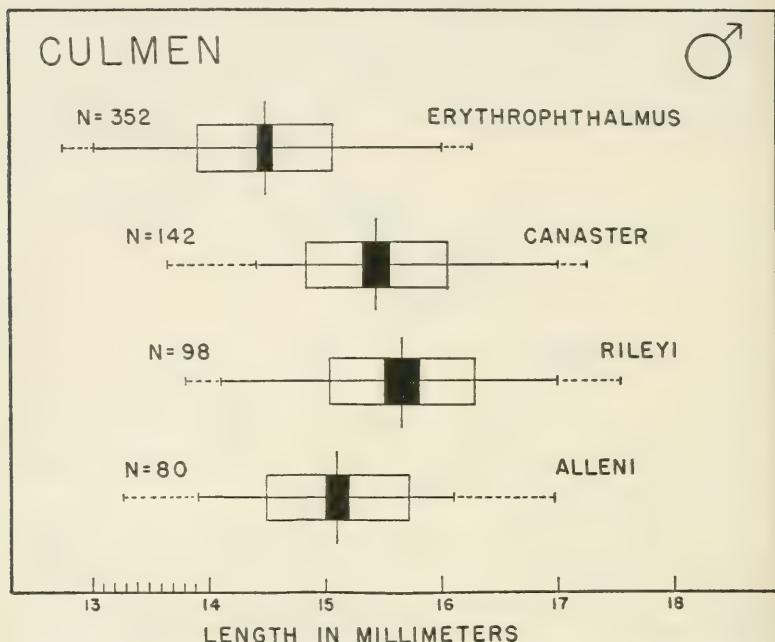 CULMEN
N=352 ERYTHROPHTHALMUS
N=142 CANASTER
N=98 RILEYI
N=80 ALLENI
13 14 15 16 17 18
LENGTH IN MILLIMETERS